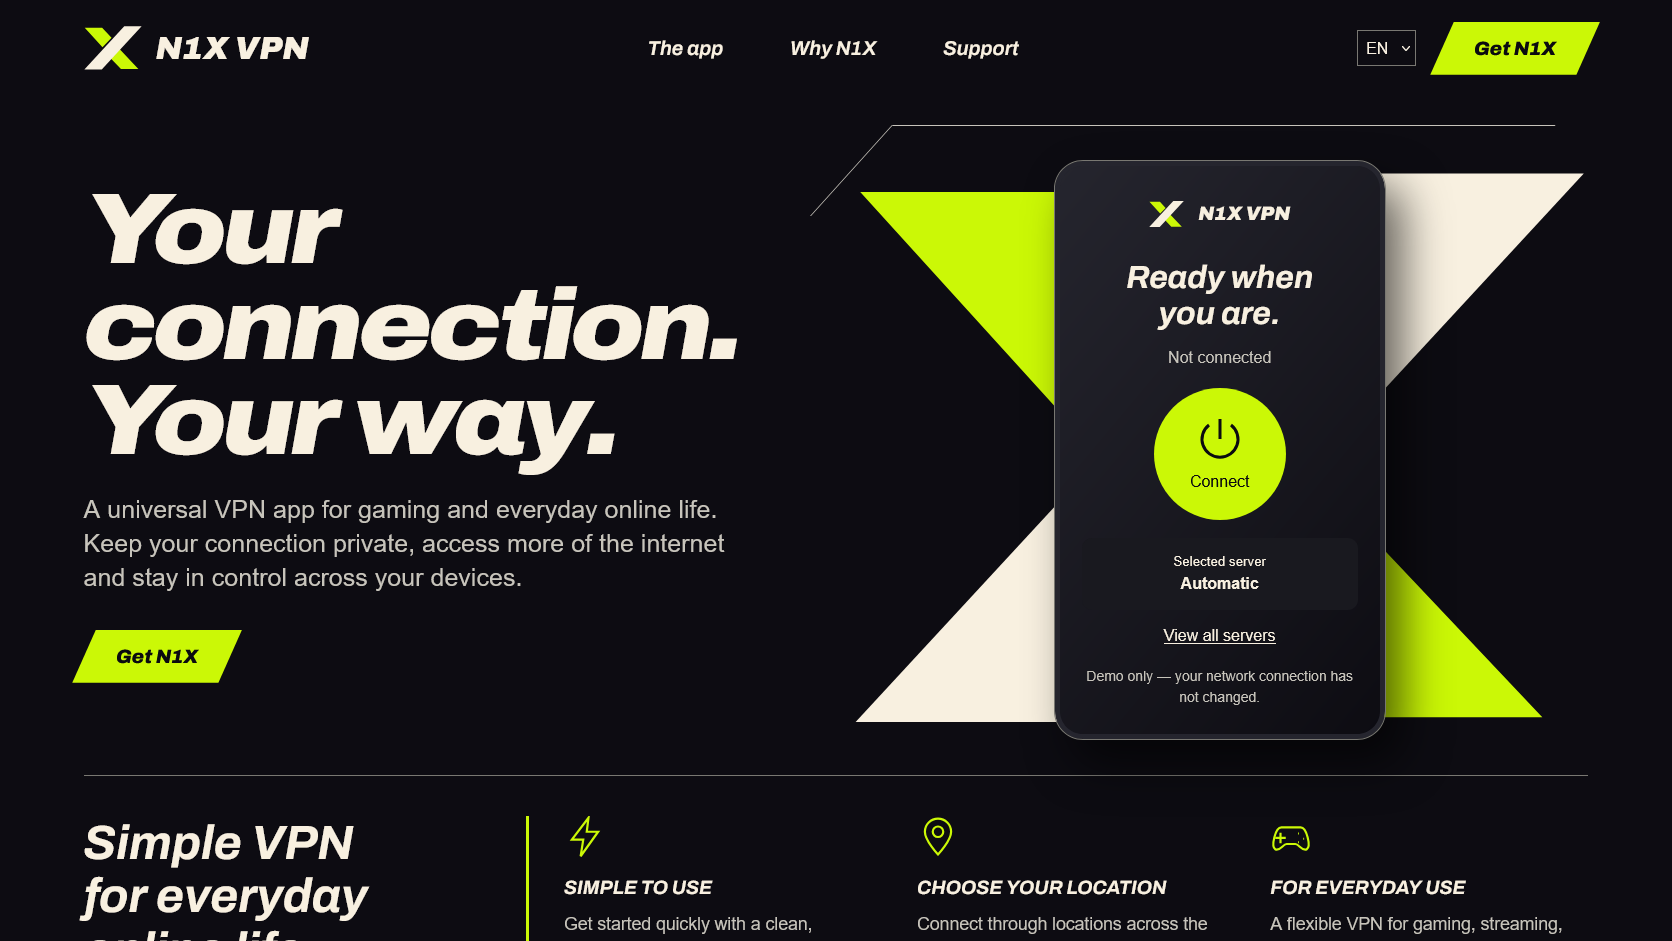 N1X VPN
The app
Why N1X
Support
EN
Get N1X
Your
connection.
Your way.
A universal VPN app for gaming and everyday online life.
Keep your connection private, access more of the internet
and stay in control across your devices.
Get N1X
N1X VPN
Ready when
you are.
Not connected
Connect
Selected server
Automatic
View all servers
Demo only — your network connection has
not changed.
Simple VPN
for everyday
online life
SIMPLE TO USE
Get started quickly with a clean,
CHOOSE YOUR LOCATION
Connect through locations across the
FOR EVERYDAY USE
A flexible VPN for gaming, streaming,